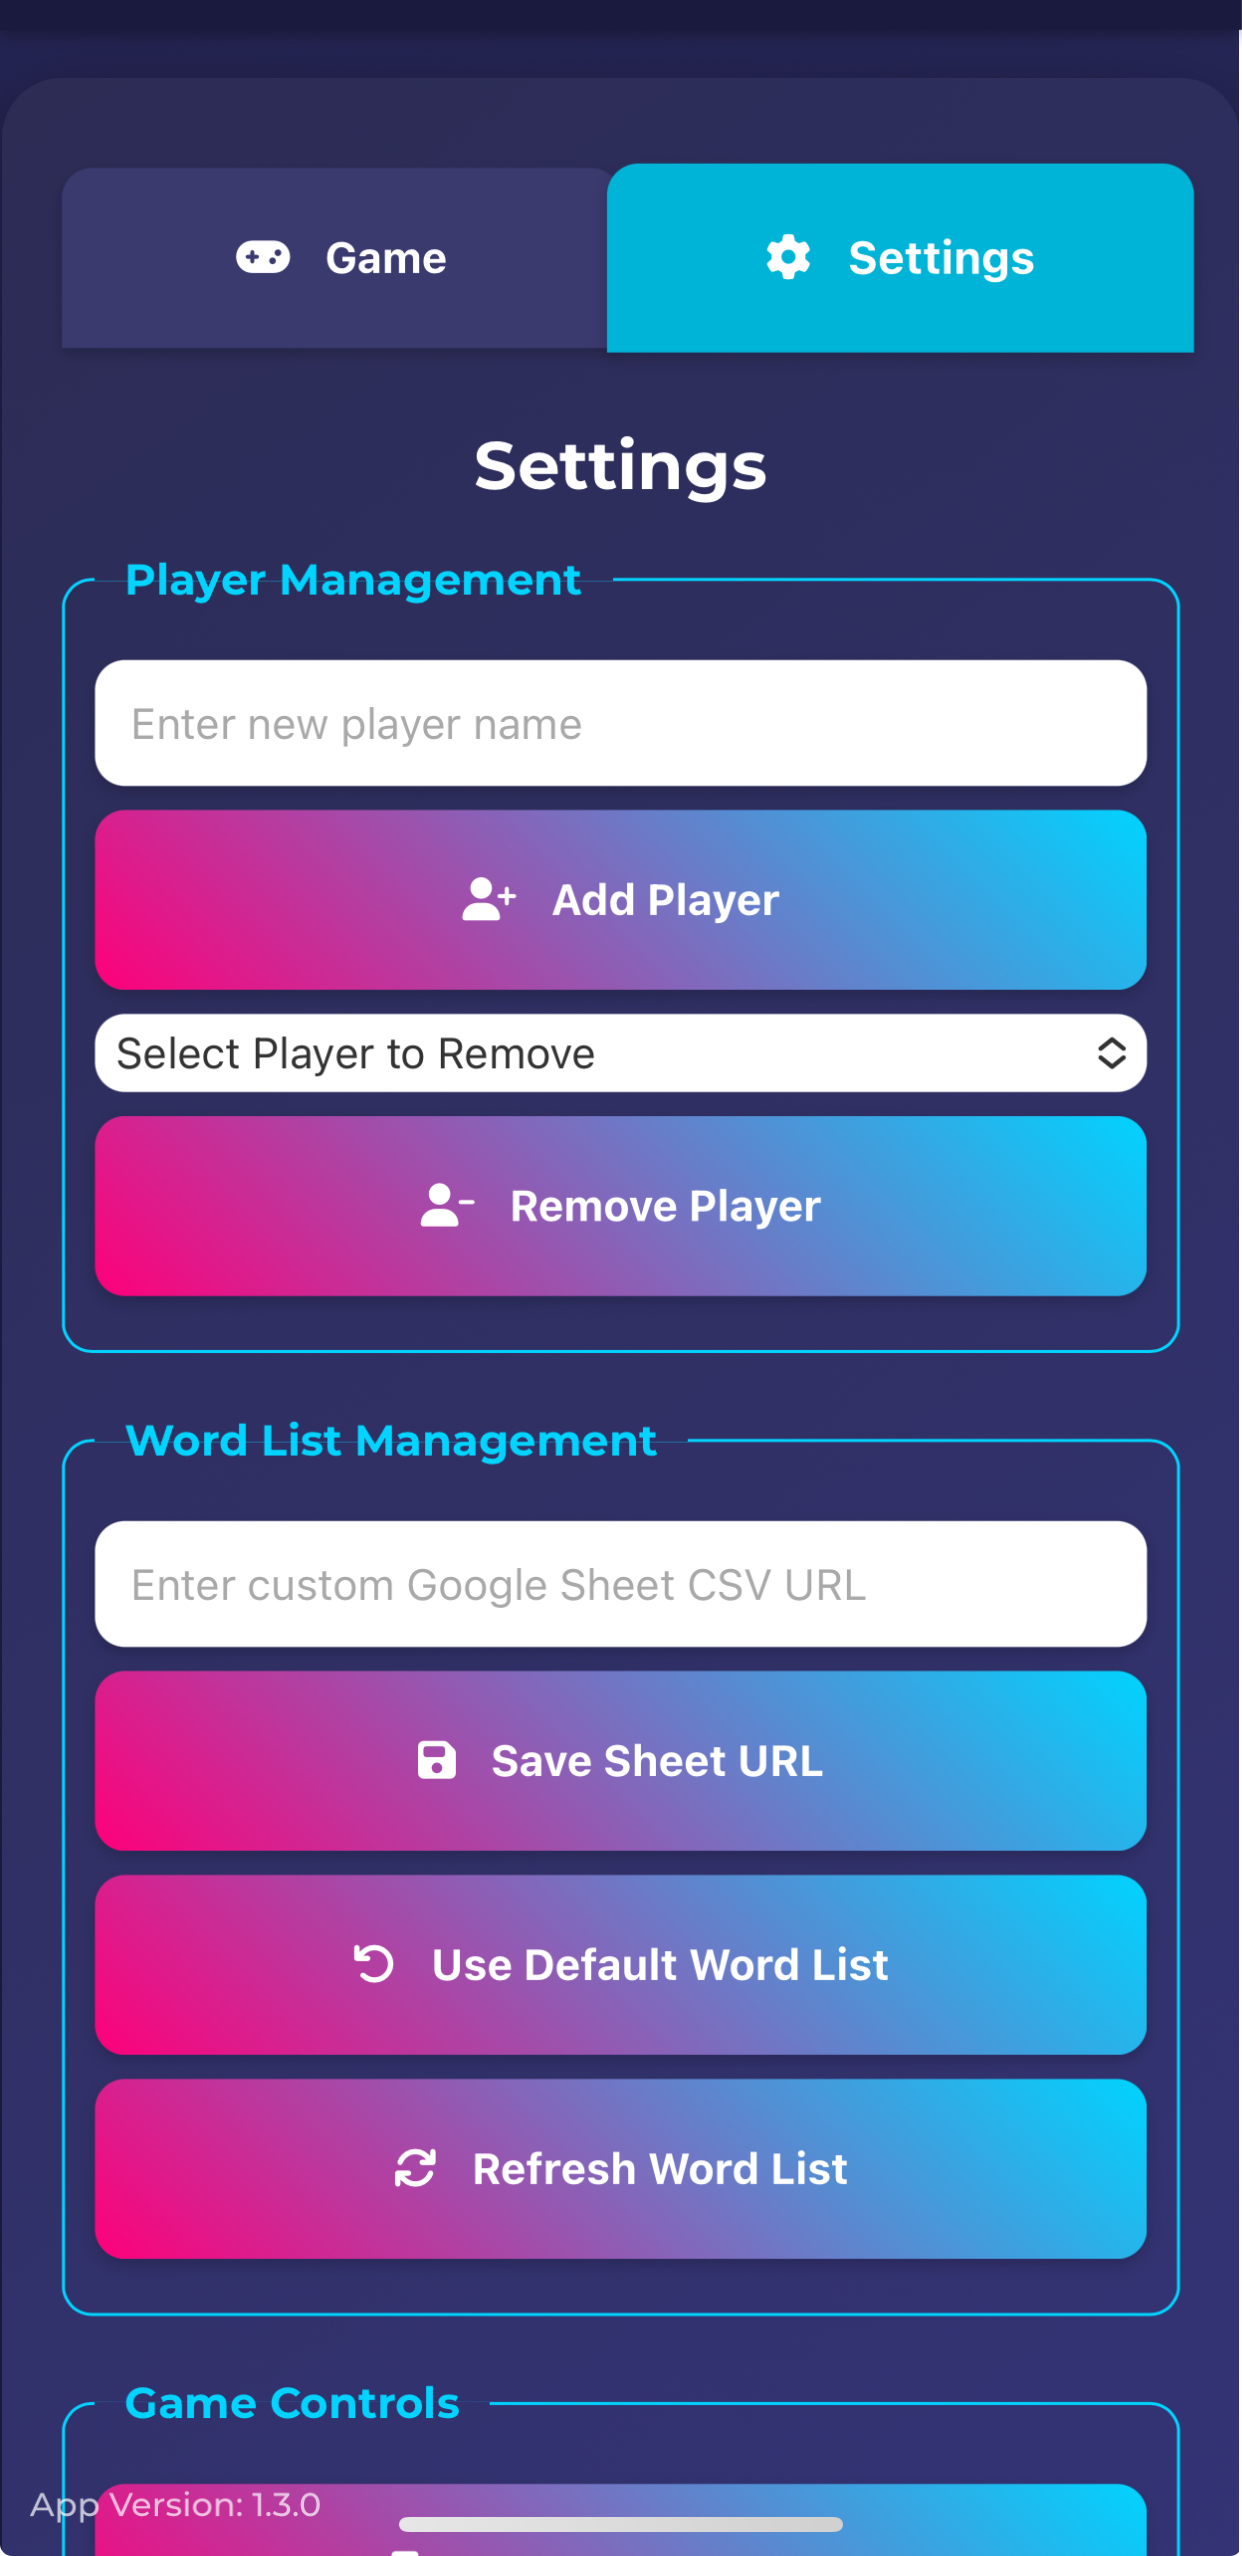 Game
Settings
Settings
Player Management
Enter new player name
Add Player
Select Player to Remove
Remove Player
Word List Management
Enter custom Google Sheet CSV URL
Save Sheet URL
Use Default Word List
Refresh Word List
Game Controls
App Version: 1.3.0